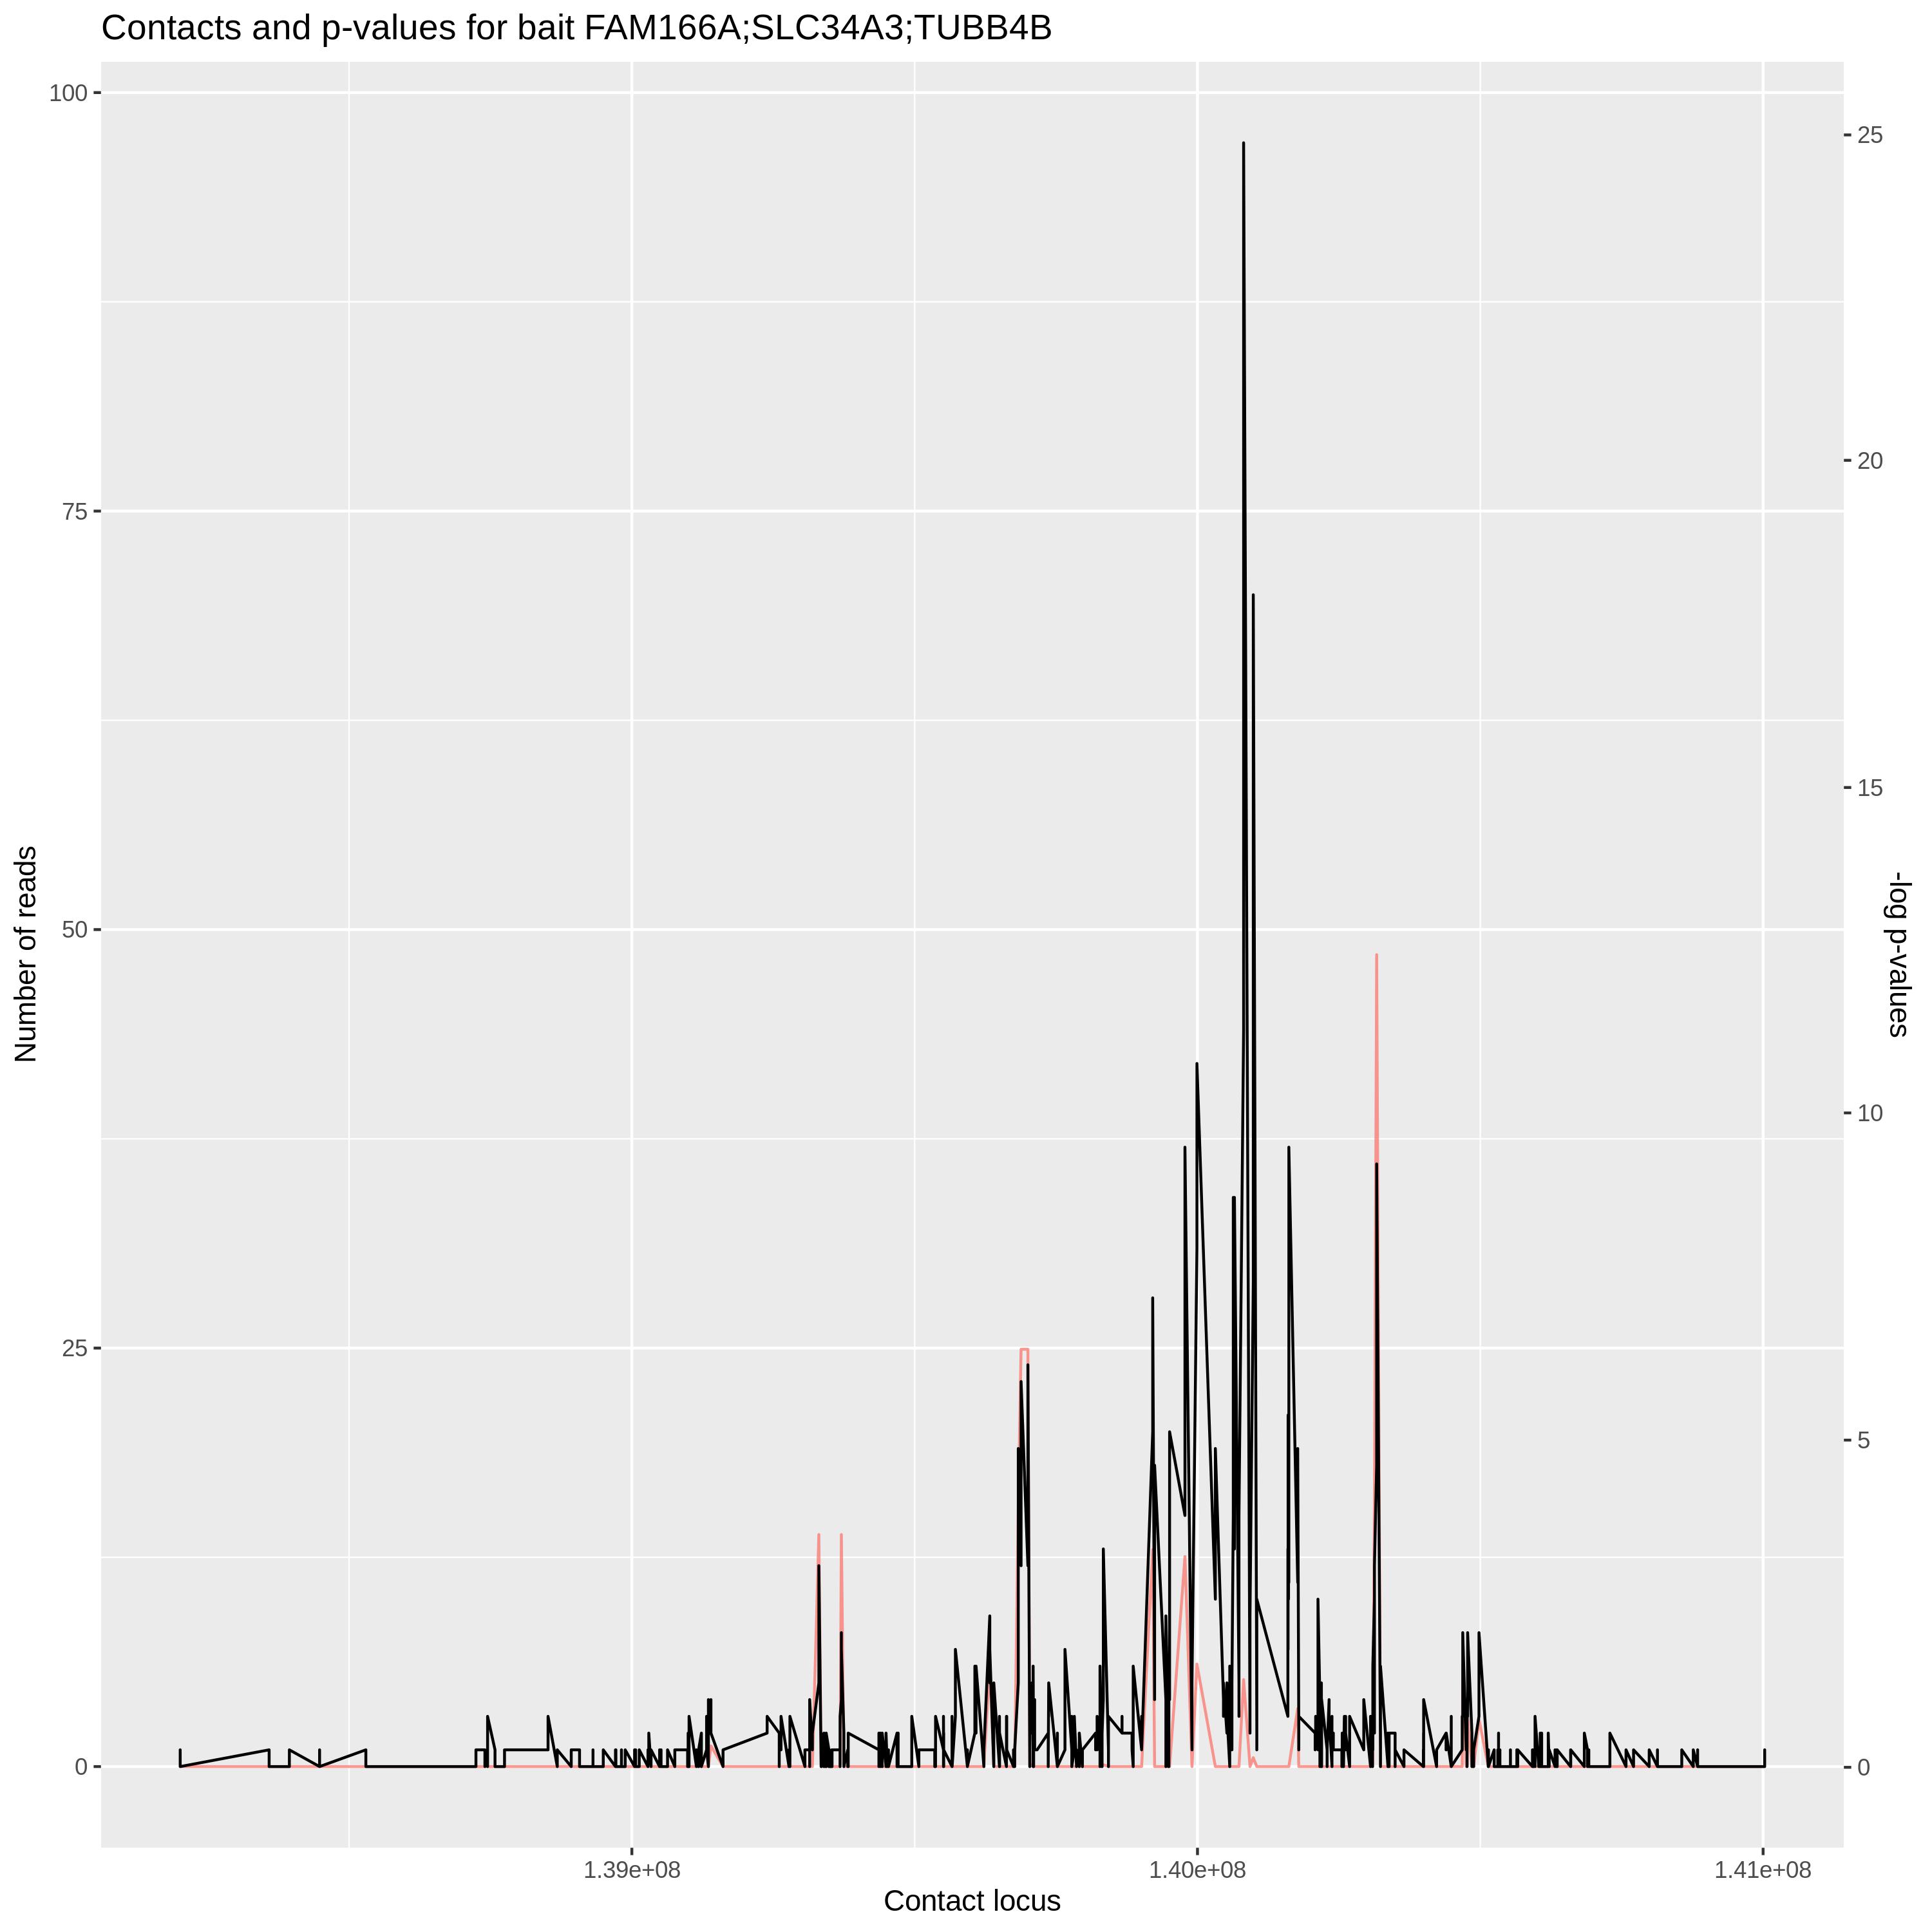 Contacts and p-values for bait FAM166A;SLC34A3;TUBB4B
100
75
50
25
0
Number of reads
25
20
15
10
5
0
-log p-values
1.39e+08
1.40e+08
1.41e+08
Contact locus